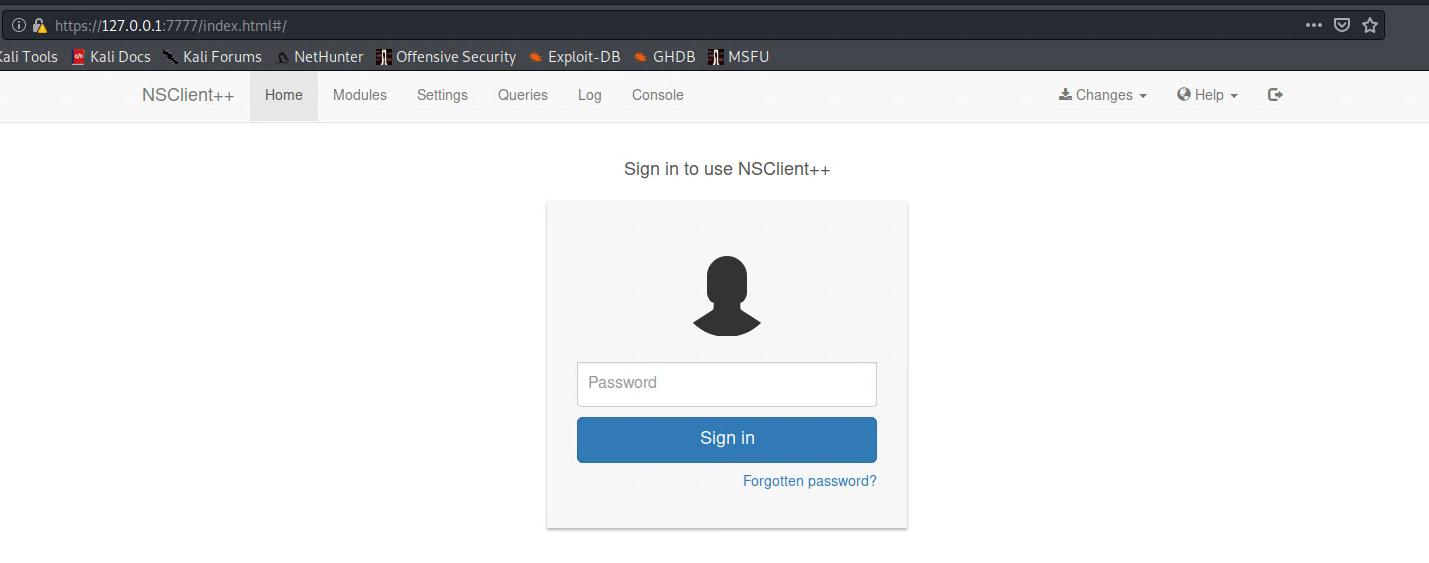 https://127.0.0.1:7777/index.html#/
Kali Tools Kali Docs Kali Forums NetHunter Offensive Security Exploit-DB GHDB MSFU
NSClient++ Home Modules Settings Queries Log Console Changes Help
Sign in to use NSClient++
Password
Sign in
Forgotten password?